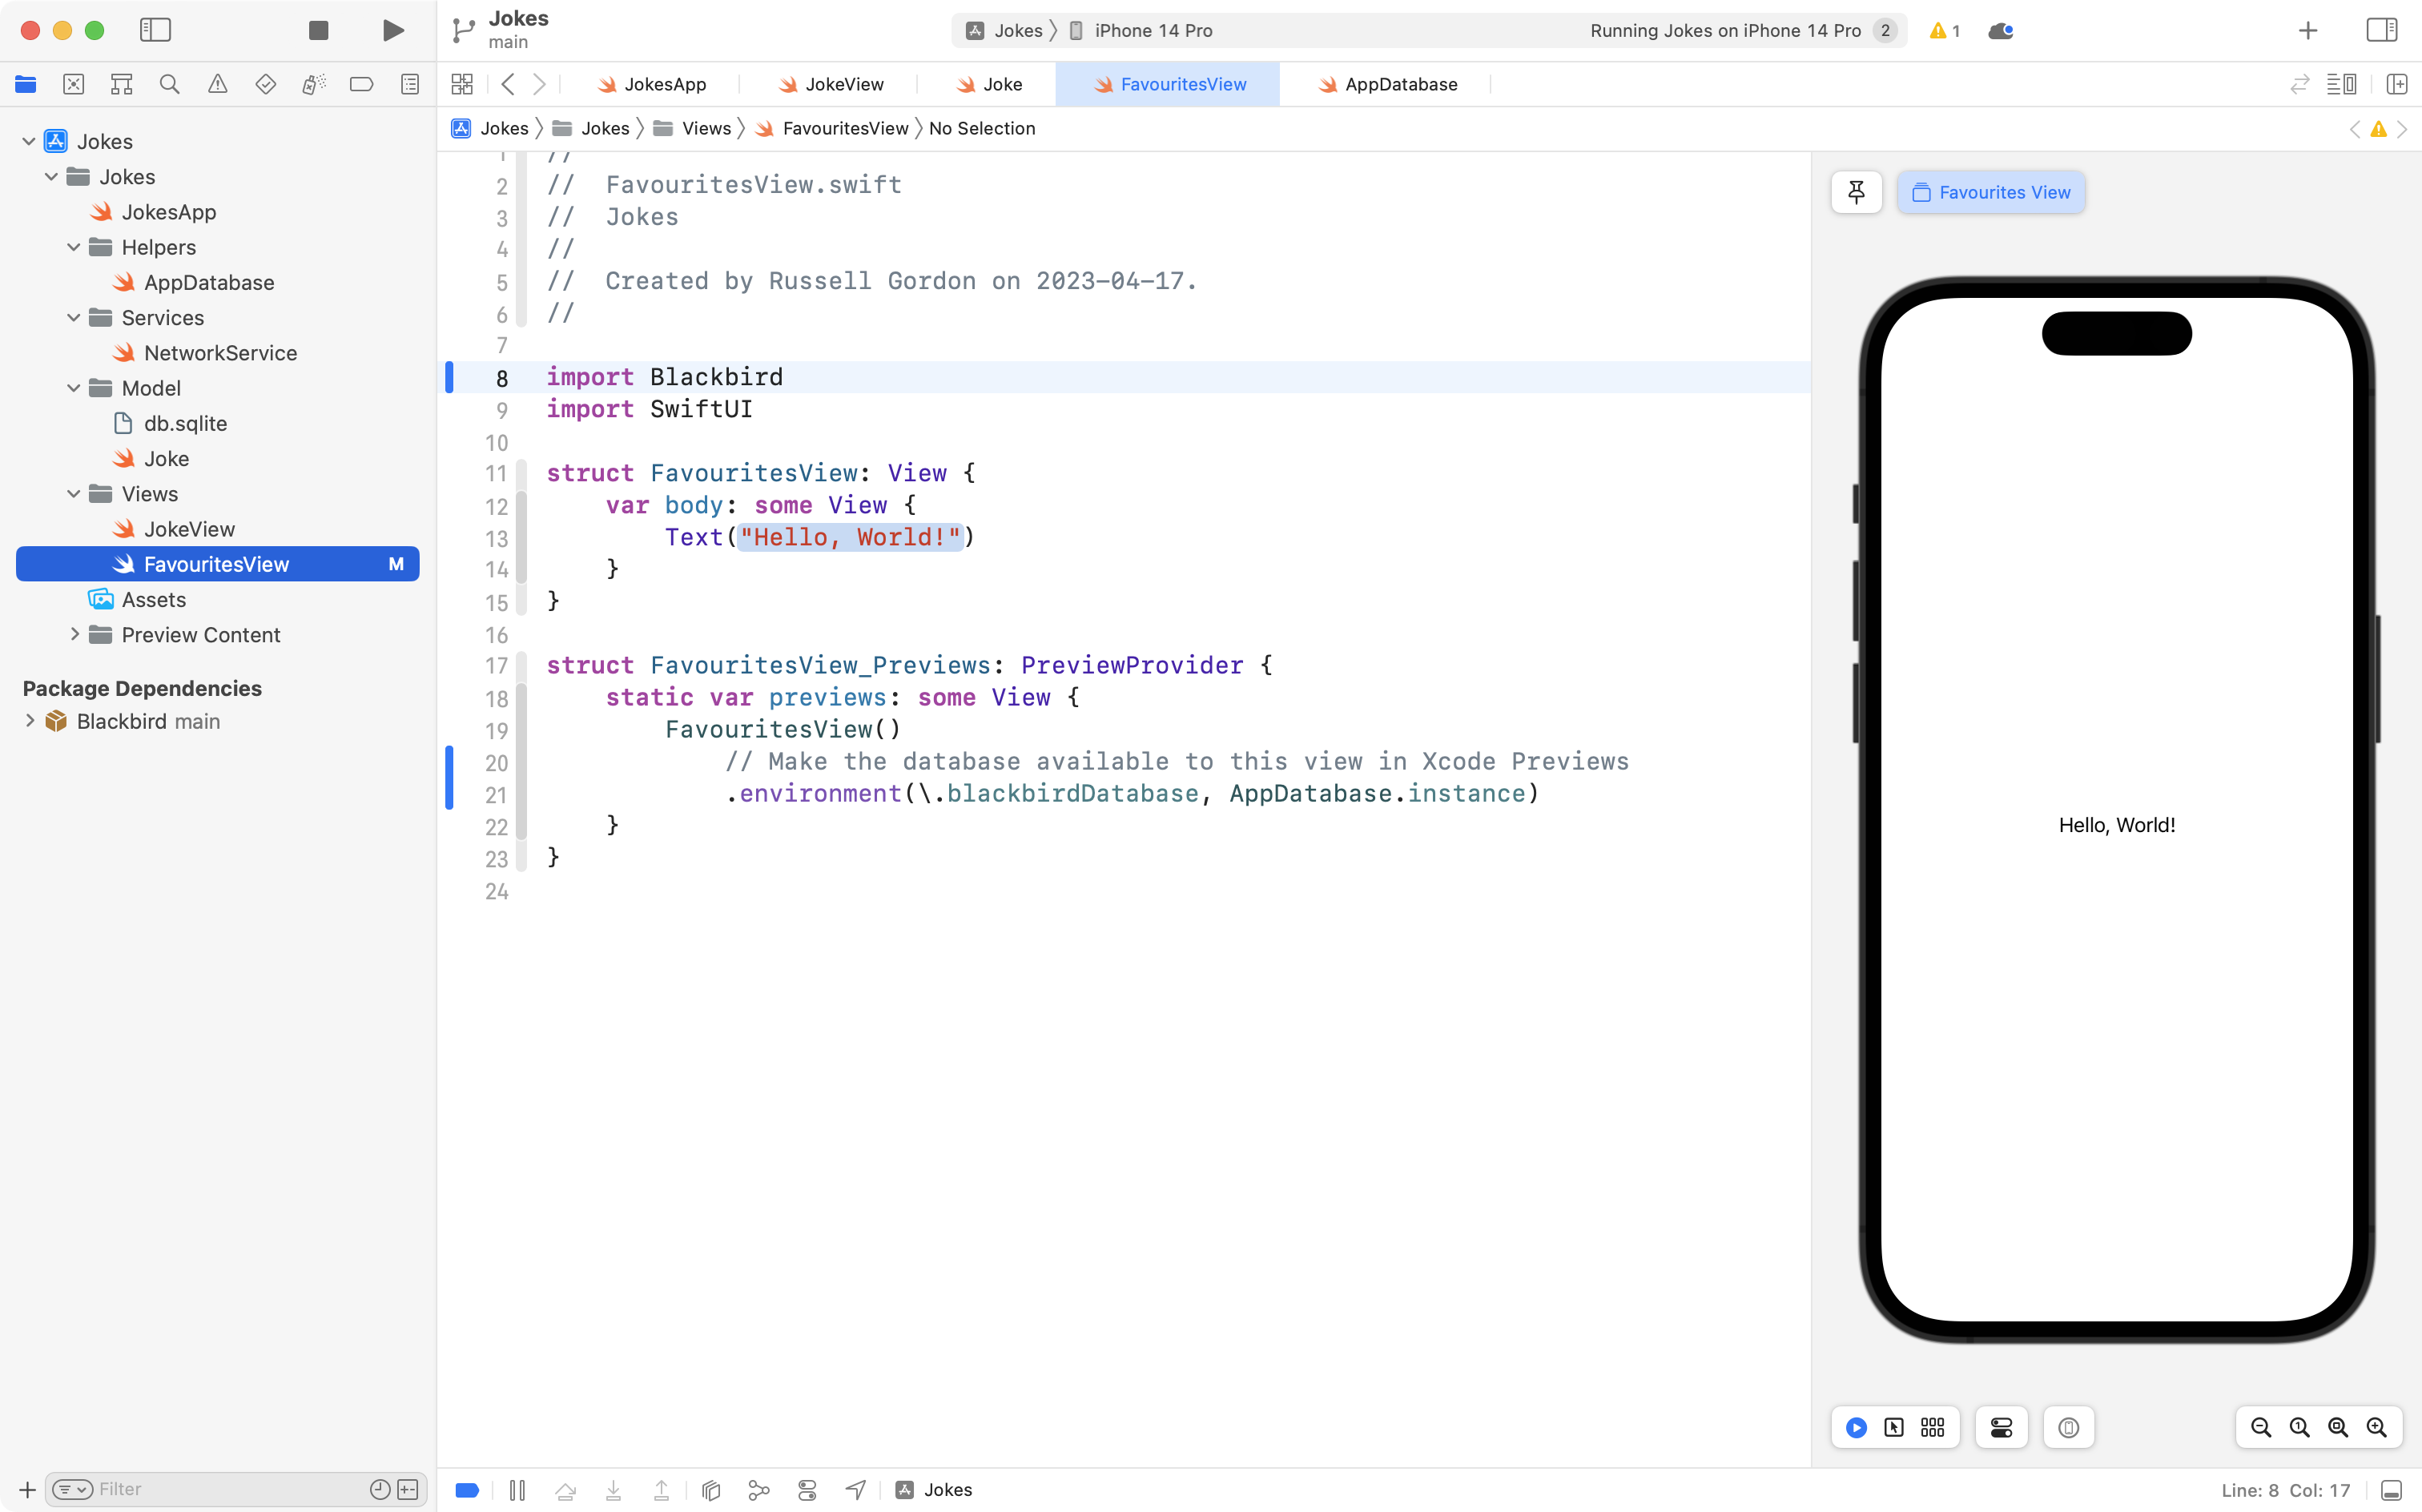 Jokes
main
Jokes
iPhone 14 Pro
Running Jokes on iPhone 14 Pro
2
1
JokesApp
JokeView
Joke
FavouritesView
AppDatabase
Jokes
Jokes
Views
FavouritesView
No Selection
Jokes
Jokes
JokesApp
Helpers
AppDatabase
Services
NetworkService
Model
db.sqlite
Joke
Views
JokeView
FavouritesView M
Assets
Preview Content
Package Dependencies
Blackbird main
Filter
1 //
2 //  FavouritesView.swift
3 //  Jokes
4 //
5 //  Created by Russell Gordon on 2023-04-17.
6 //
7
8 import Blackbird
9 import SwiftUI
10
11 struct FavouritesView: View {
12     var body: some View {
13         Text("Hello, World!")
14     }
15 }
16
17 struct FavouritesView_Previews: PreviewProvider {
18     static var previews: some View {
19         FavouritesView()
20             // Make the database available to this view in Xcode Previews
21             .environment(\.blackbirdDatabase, AppDatabase.instance)
22     }
23 }
24
Favourites View
Hello, World!
Jokes
Line: 8 Col: 17